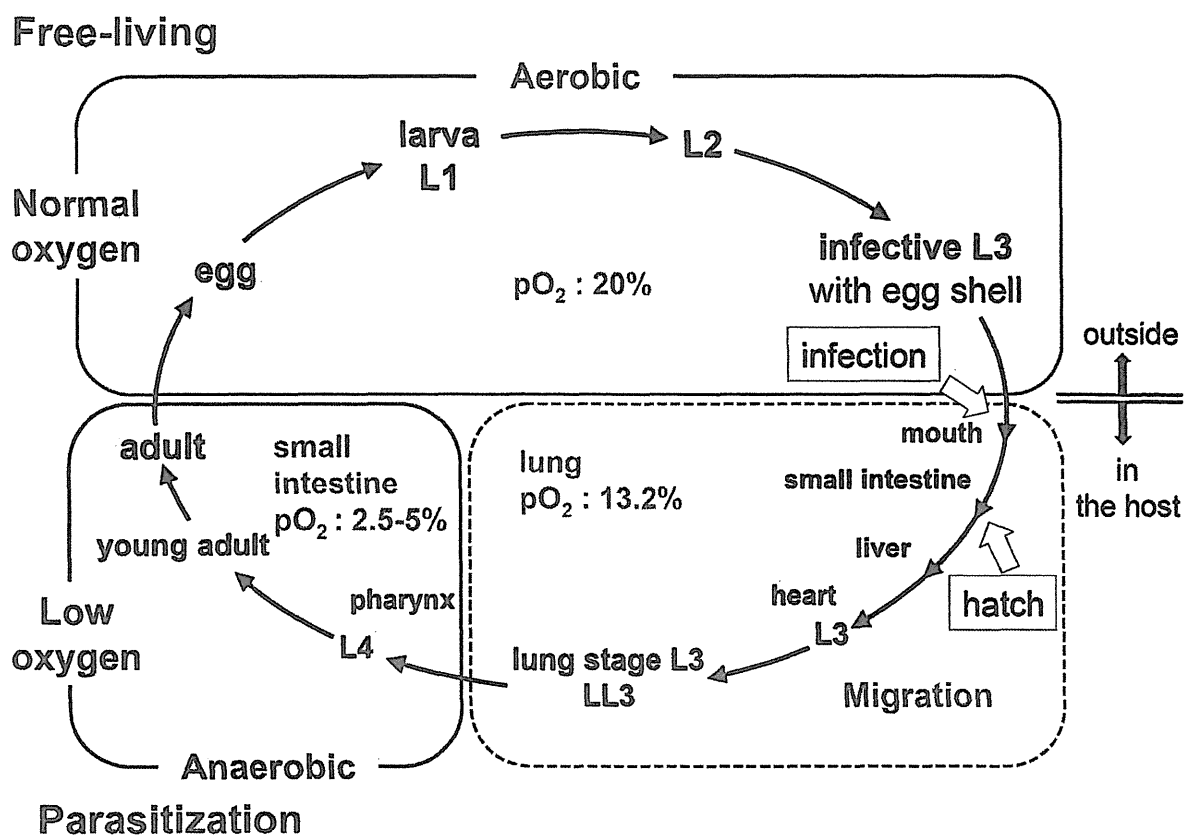 Free-living
Aerobic
larva
L1
L2
Normal
oxygen
egg
infective L3
with egg shell
pO2 : 20%
infection
outside
in
the host
mouth
small intestine
liver
hatch
heart
L3
Migration
lung
pO2 : 13.2%
lung stage L3
LL3
adult
small
intestine
pO2 : 2.5-5%
young adult
pharynx
L4
Low
oxygen
Anaerobic
Parasitization